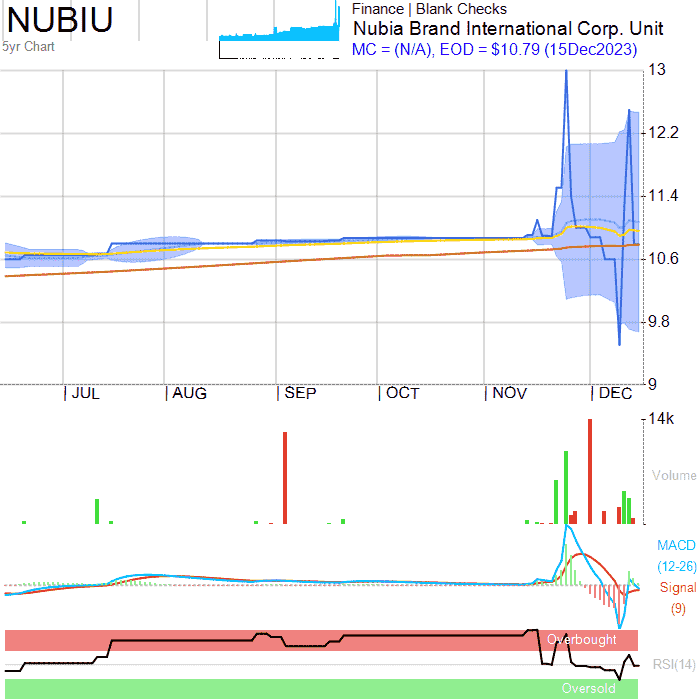 NUBIU
5yr Chart
Finance | Blank Checks
Nubia Brand International Corp. Unit
MC = (N/A), EOD = $10.79 (15Dec2023)
13
12.2
11.4
10.6
9.8
9
JUL AUG SEP OCT NOV DEC
14k
Volume
MACD
(12-26)
Signal
(9)
Overbought
RSI(14)
Oversold